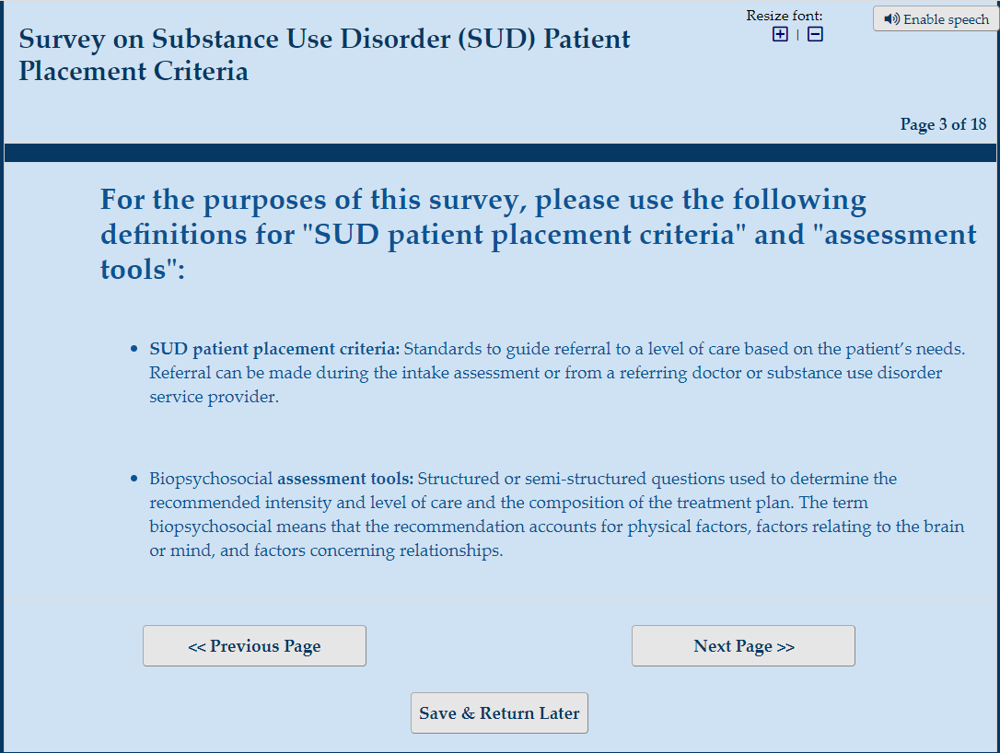 Survey on Substance Use Disorder (SUD) Patient
Placement Criteria
Resize font:
+ | −
Enable speech
Page 3 of 18
For the purposes of this survey, please use the following
definitions for "SUD patient placement criteria" and "assessment
tools":
• SUD patient placement criteria: Standards to guide referral to a level of care based on the patient’s needs.
Referral can be made during the intake assessment or from a referring doctor or substance use disorder
service provider.
• Biopsychosocial assessment tools: Structured or semi-structured questions used to determine the
recommended intensity and level of care and the composition of the treatment plan. The term
biopsychosocial means that the recommendation accounts for physical factors, factors relating to the brain
or mind, and factors concerning relationships.
<< Previous Page
Next Page >>
Save & Return Later